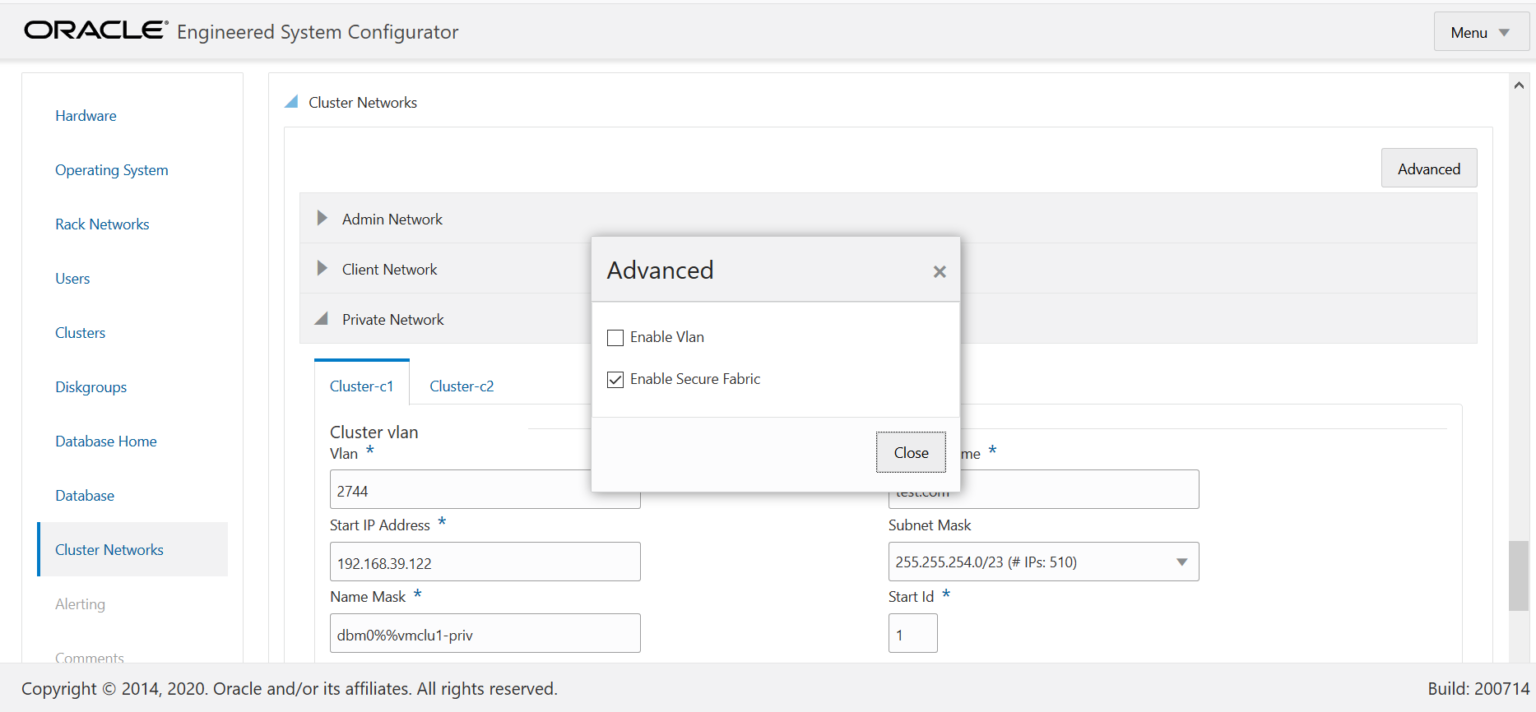 ORACLE® Engineered System Configurator
Menu
Hardware
Operating System
Rack Networks
Users
Clusters
Diskgroups
Database Home
Database
Cluster Networks
Alerting
Comments
Cluster Networks
Advanced
Admin Network
Client Network
Private Network
Cluster-c1
Cluster-c2
Cluster vlan
Vlan *
2744
me *
test.com
Start IP Address *
192.168.39.122
Subnet Mask
255.255.254.0/23 (# IPs: 510)
Name Mask *
dbm0%%vmclu1-priv
Start Id *
1
Advanced
×
Enable Vlan
Enable Secure Fabric
Close
Copyright © 2014, 2020. Oracle and/or its affiliates. All rights reserved.
Build: 200714